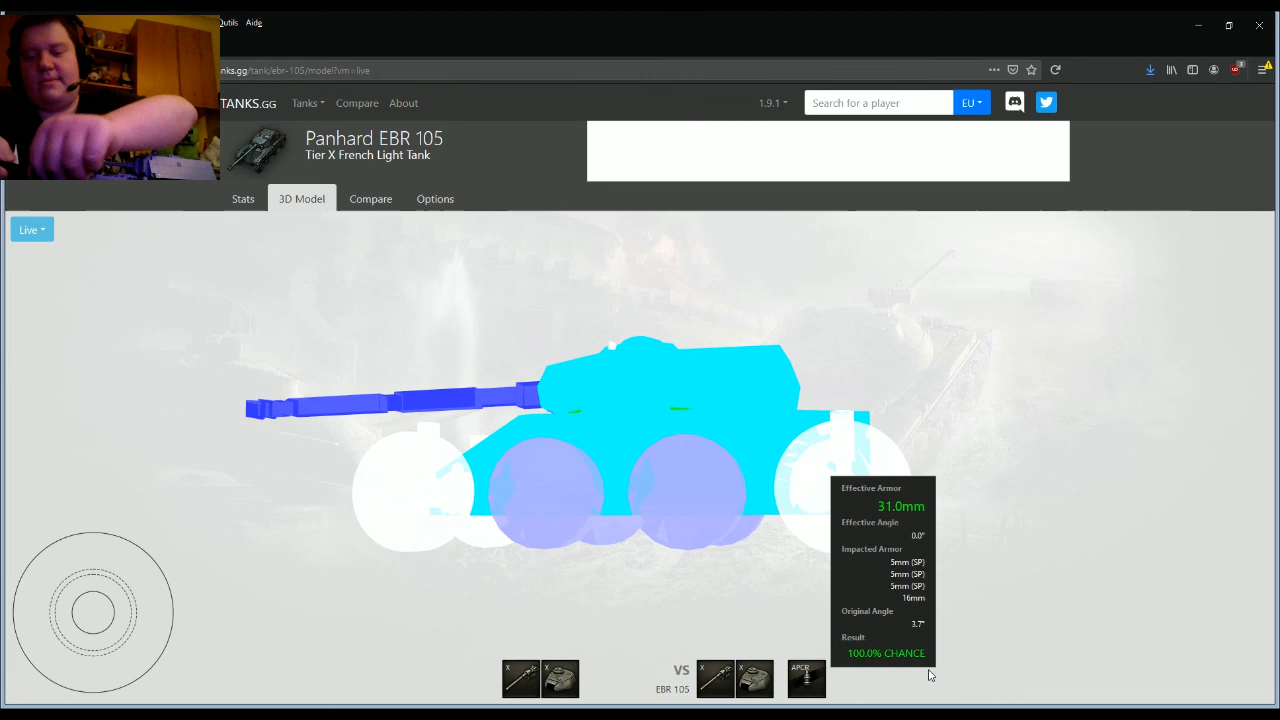 Outils Aide
nks.gg/tank/ebr-105/model?vm=live
TANKS.GG Tanks Compare About 1.9.1 Search for a player EU
Panhard EBR 105
Tier X French Light Tank
Stats 3D Model Compare Options
Live
Effective Armor
31.0mm
Effective Angle
0.0°
Impacted Armor
5mm (SP)
5mm (SP)
5mm (SP)
16mm
Original Angle
3.7°
Result
100.0% CHANCE
X X VS X X APCR
EBR 105